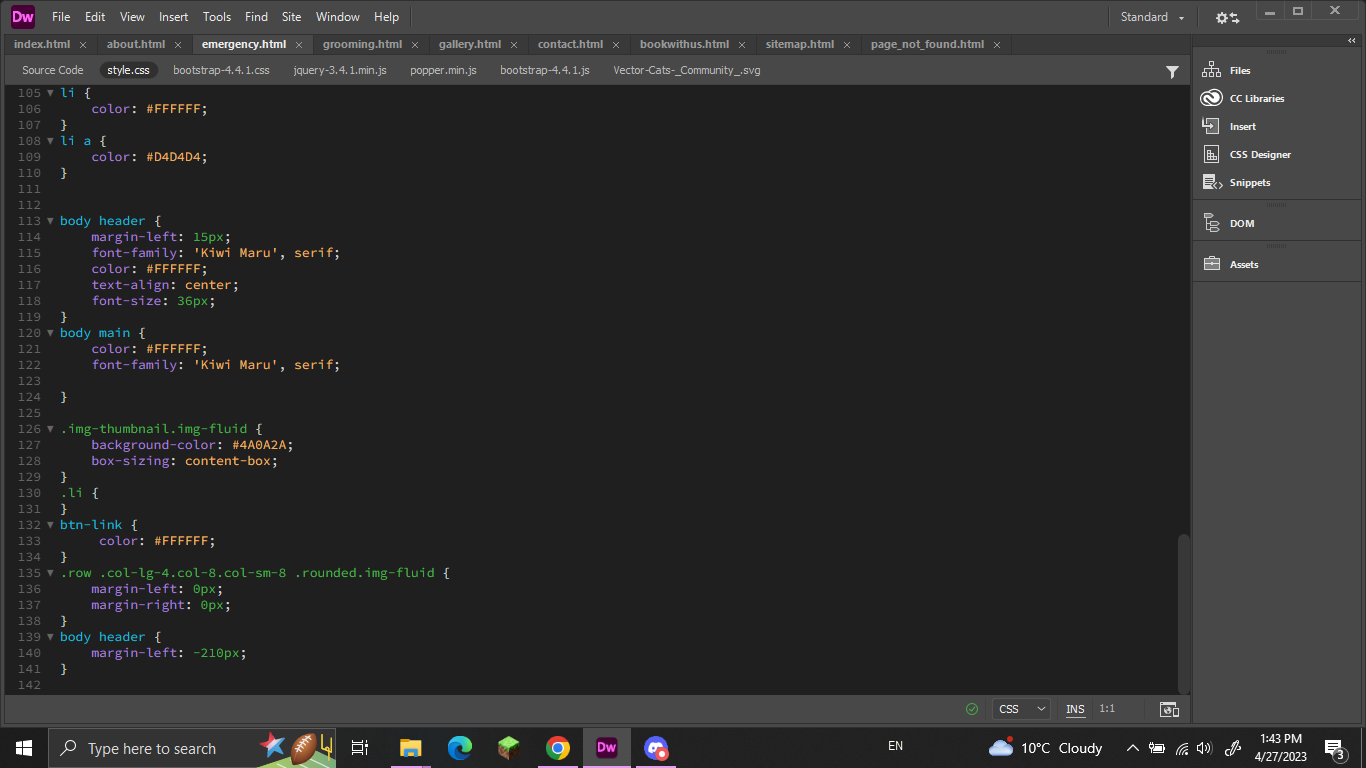 Dw File Edit View Insert Tools Find Site Window Help Standard
index.html about.html emergency.html grooming.html gallery.html contact.html bookwithus.html sitemap.html page_not_found.html
Source Code style.css bootstrap-4.4.1.css jquery-3.4.1.min.js popper.min.js bootstrap-4.4.1.js Vector-Cats-_Community_.svg
105 li {
106 color: #FFFFFF;
107 }
108 li a {
109 color: #D4D4D4;
110 }
111
112
113 body header {
114 margin-left: 15px;
115 font-family: 'Kiwi Maru', serif;
116 color: #FFFFFF;
117 text-align: center;
118 font-size: 36px;
119 }
120 body main {
121 color: #FFFFFF;
122 font-family: 'Kiwi Maru', serif;
123
124 }
125
126 .img-thumbnail.img-fluid {
127 background-color: #4A0A2A;
128 box-sizing: content-box;
129 }
130 .li {
131 }
132 btn-link {
133 color: #FFFFFF;
134 }
135 .row .col-lg-4.col-8.col-sm-8 .rounded.img-fluid {
136 margin-left: 0px;
137 margin-right: 0px;
138 }
139 body header {
140 margin-left: -210px;
141 }
142
CSS INS 1:1
Files
CC Libraries
Insert
CSS Designer
Snippets
DOM
Assets
Type here to search
Dw
EN
10°C Cloudy
1:43 PM
4/27/2023
3